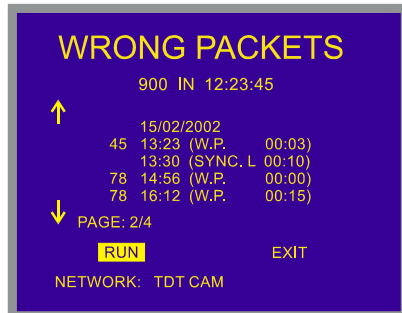 WRONG PACKETS
900 IN 12:23:45
15/02/2002
45 13:23 (W.P. 00:03)
13:30 (SYNC. L 00:10)
78 14:56 (W.P. 00:00)
78 16:12 (W.P. 00:15)
PAGE: 2/4
RUN EXIT
NETWORK: TDT CAM